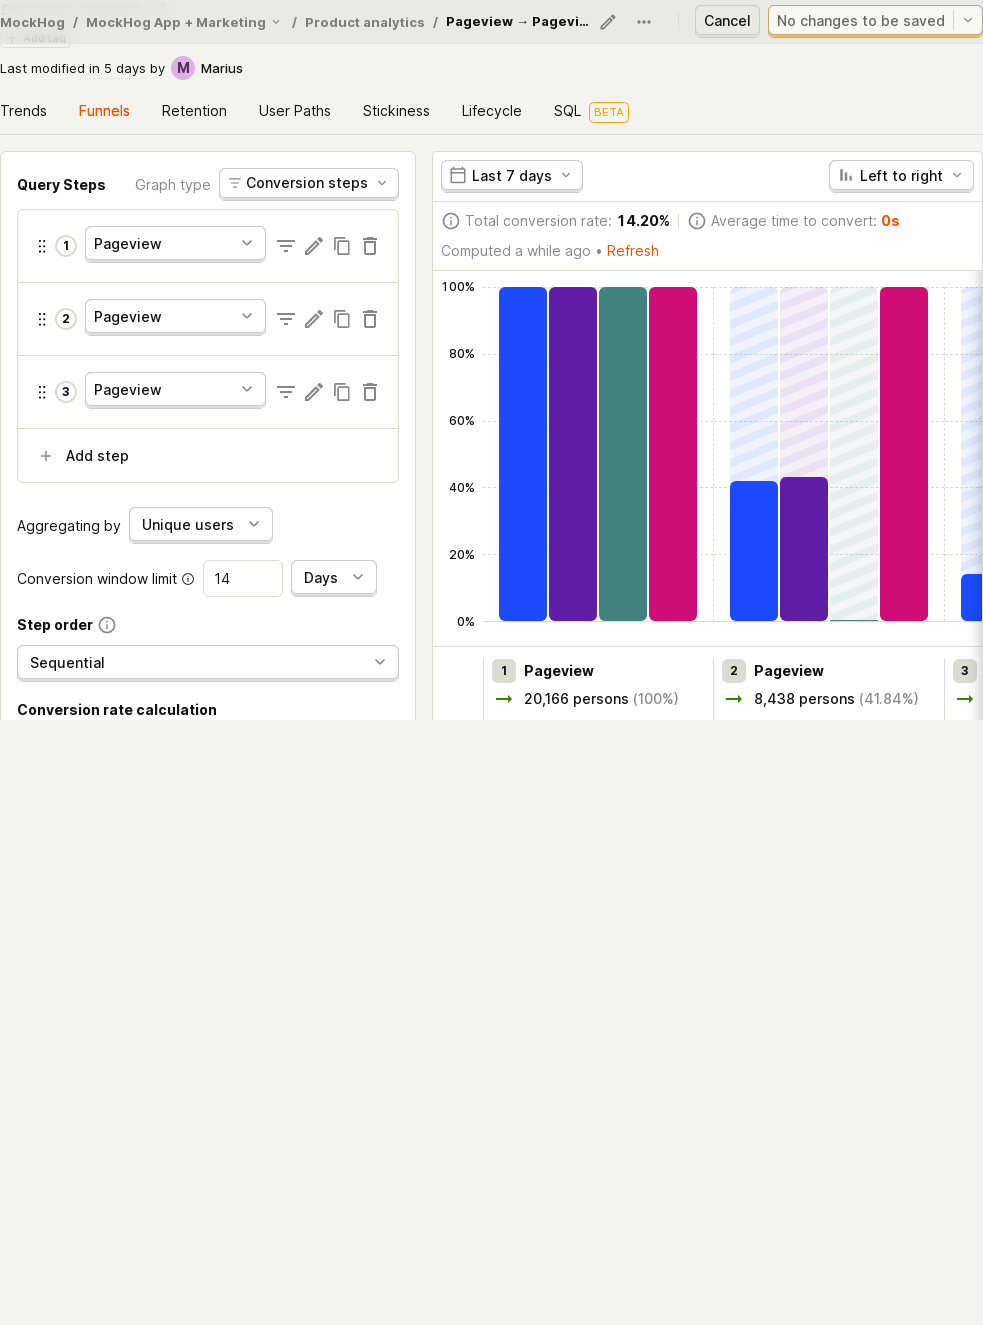 MockHog / MockHog App + Marketing / Product analytics / Pageview → Pagevi...
Cancel
No changes to be saved
Add tag
Last modified in 5 days by M Marius
Trends Funnels Retention User Paths Stickiness Lifecycle SQL BETA
Query Steps Graph type Conversion steps
1 Pageview
2 Pageview
3 Pageview
Add step
Aggregating by Unique users
Conversion window limit 14 Days
Step order
Sequential
Conversion rate calculation
Last 7 days Left to right
Total conversion rate: 14.20% Average time to convert: 0s
Computed a while ago • Refresh
100%
80%
60%
40%
20%
0%
1 Pageview
20,166 persons (100%)
2 Pageview
8,438 persons (41.84%)
3